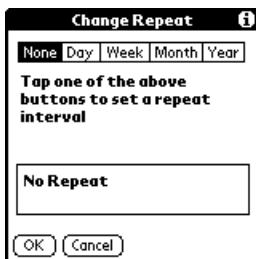 Change Repeat i
None Day Week Month Year
Tap one of the above
buttons to set a repeat
interval
No Repeat
OK Cancel